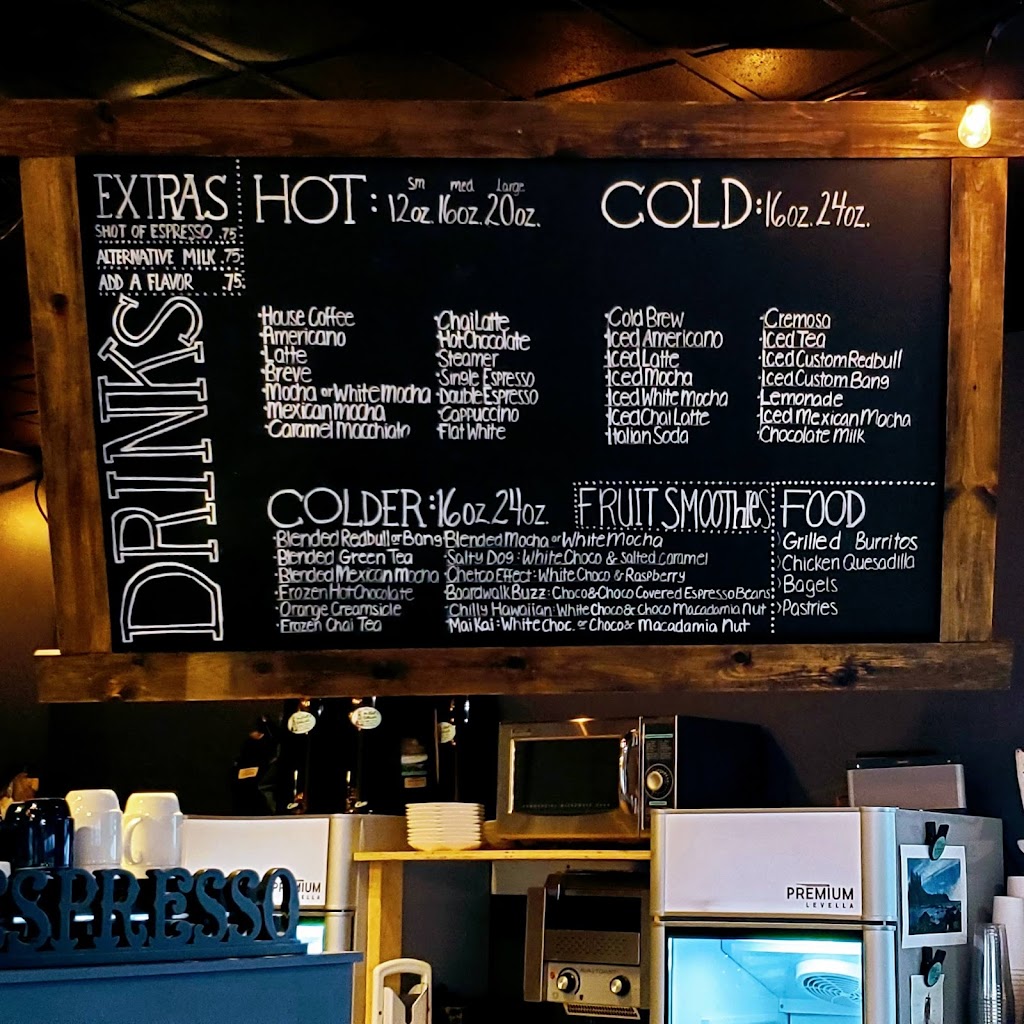 EXTRAS
SHOT OF ESPRESSO .75
ALTERNATIVE MILK .75
ADD A FLAVOR .75
DRINKS
HOT: sm 12oz. med 16oz. Large 20oz.
·House Coffee
·Americano
·Latte
·Breve
·Mocha or White Mocha
·Mexican mocha
·Caramel Macchiato
·Chai Latte
·Hot Chocolate
·Steamer
·Single Espresso
·Double Espresso
·Cappuccino
·Flat White
COLD: 16oz. 24oz.
·Cold Brew
·Iced Americano
·Iced Latte
·Iced Mocha
·Iced White Mocha
·Iced Chai Latte
·Italian Soda
·Cremosa
·Iced Tea
·Iced Custom Redbull
·Iced Custom Bang
·Lemonade
·Iced Mexican Mocha
·Chocolate Milk
COLDER: 16oz. 24oz.
·Blended Redbull or Bang
·Blended Green Tea
·Blended Mexican Mocha
·Frozen Hot Chocolate
·Orange Creamsicle
·Frozen Chai Tea
·Blended Mocha or White Mocha
·Salty Dog: White Choco & Salted Caramel
·Chetco Effect: White Choco & Raspberry
·Boardwalk Buzz: Choco & Choco Covered Espresso Beans
·Chilly Hawaiian: White Choco & choco Macadamia Nut
·Mai Kai: White Choc. or Choco & Macadamia Nut
FRUIT SMOOTHIES
FOOD
Grilled Burritos
Chicken Quesadilla
Bagels
Pastries
ESPRESSO
PREMIUM
LEVELLA
PREMIUM
LEVELLA